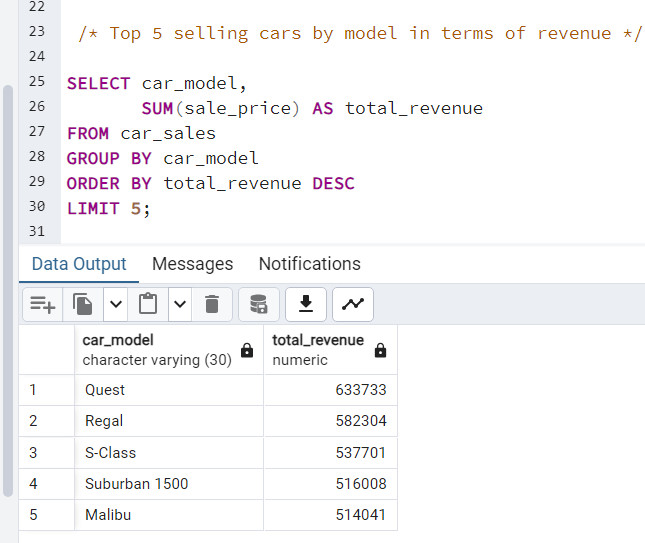 22
23 /* Top 5 selling cars by model in terms of revenue */
24
25 SELECT car_model,
26 SUM(sale_price) AS total_revenue
27 FROM car_sales
28 GROUP BY car_model
29 ORDER BY total_revenue DESC
30 LIMIT 5;
31
Data Output Messages Notifications
car_model total_revenue
character varying (30) numeric
1 Quest 633733
2 Regal 582304
3 S-Class 537701
4 Suburban 1500 516008
5 Malibu 514041